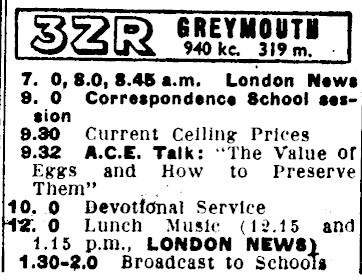 3ZR GREYMOUTH
940 kc. 319 m.
7. 0, 8.0, 8.45 a.m. London News
9. 0 Correspondence School ses-
sion
9.30 Current Ceiling Prices
9.32 A.C.E. Talk: "The Value of
Eggs and How to Preserve
Them"
10. 0 Devotional Service
12. 0 Lunch Music (12.15 and
1.15 p.m., LONDON NEWS)
1.30-2.0 Broadcast to Schools